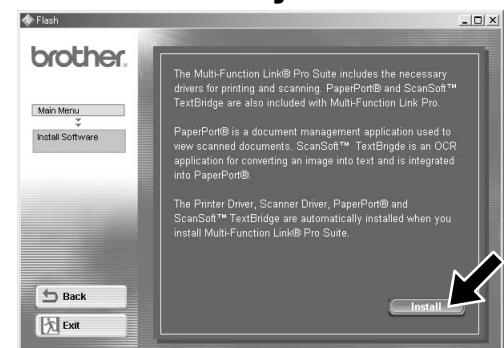 Flash
brother.
Main Menu
Install Software
The Multi-Function Link® Pro Suite includes the necessary
drivers for printing and scanning. PaperPort® and ScanSoft™
TextBridge are also included with Multi-Function Link Pro.
PaperPort® is a document management application used to
view scanned documents. ScanSoft™ TextBrigde is an OCR
application for converting an image into text and is integrated
into PaperPort®.
The Printer Driver, Scanner Driver, PaperPort® and
ScanSoft™ TextBridge are automatically installed when you
install Multi-Function Link® Pro Suite.
Back
Exit
Install